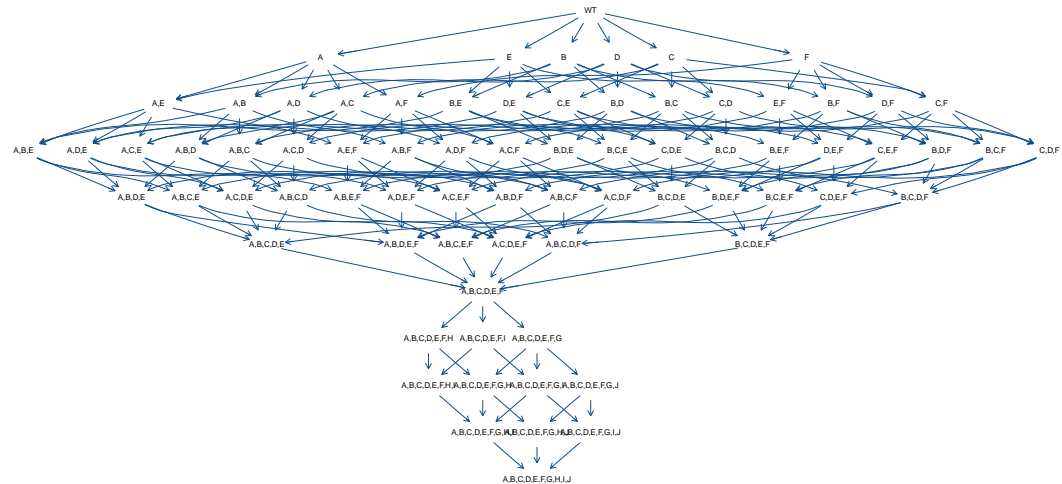 WT
A E B D C F
A,E A,B A,D A,C A,F B,E D,E C,E B,D B,C C,D E,F B,F D,F C,F
A,B,E A,D,E A,C,E A,B,D A,B,C A,C,D A,E,F A,B,F A,D,F A,C,F B,D,E B,C,E C,D,E B,C,D B,E,F D,E,F C,E,F B,D,F B,C,F C,D,F
A,B,D,E A,B,C,E A,C,D,E A,B,C,D A,B,E,F A,D,E,F A,C,E,F A,B,D,F A,B,C,F A,C,D,F B,C,D,E B,D,E,F B,C,E,F C,D,E,F B,C,D,F
A,B,C,D,E A,B,D,E,F A,B,C,E,F A,C,D,E,F A,B,C,D,F B,C,D,E,F
A,B,C,D,E,F
A,B,C,D,E,F,H A,B,C,D,E,F,I A,B,C,D,E,F,G
A,B,C,D,E,F,H,I A,B,C,D,E,F,G,H A,B,C,D,E,F,G,I A,B,C,D,E,F,G,J
A,B,C,D,E,F,G,H,I A,B,C,D,E,F,G,H,J A,B,C,D,E,F,G,I,J
A,B,C,D,E,F,G,H,I,J